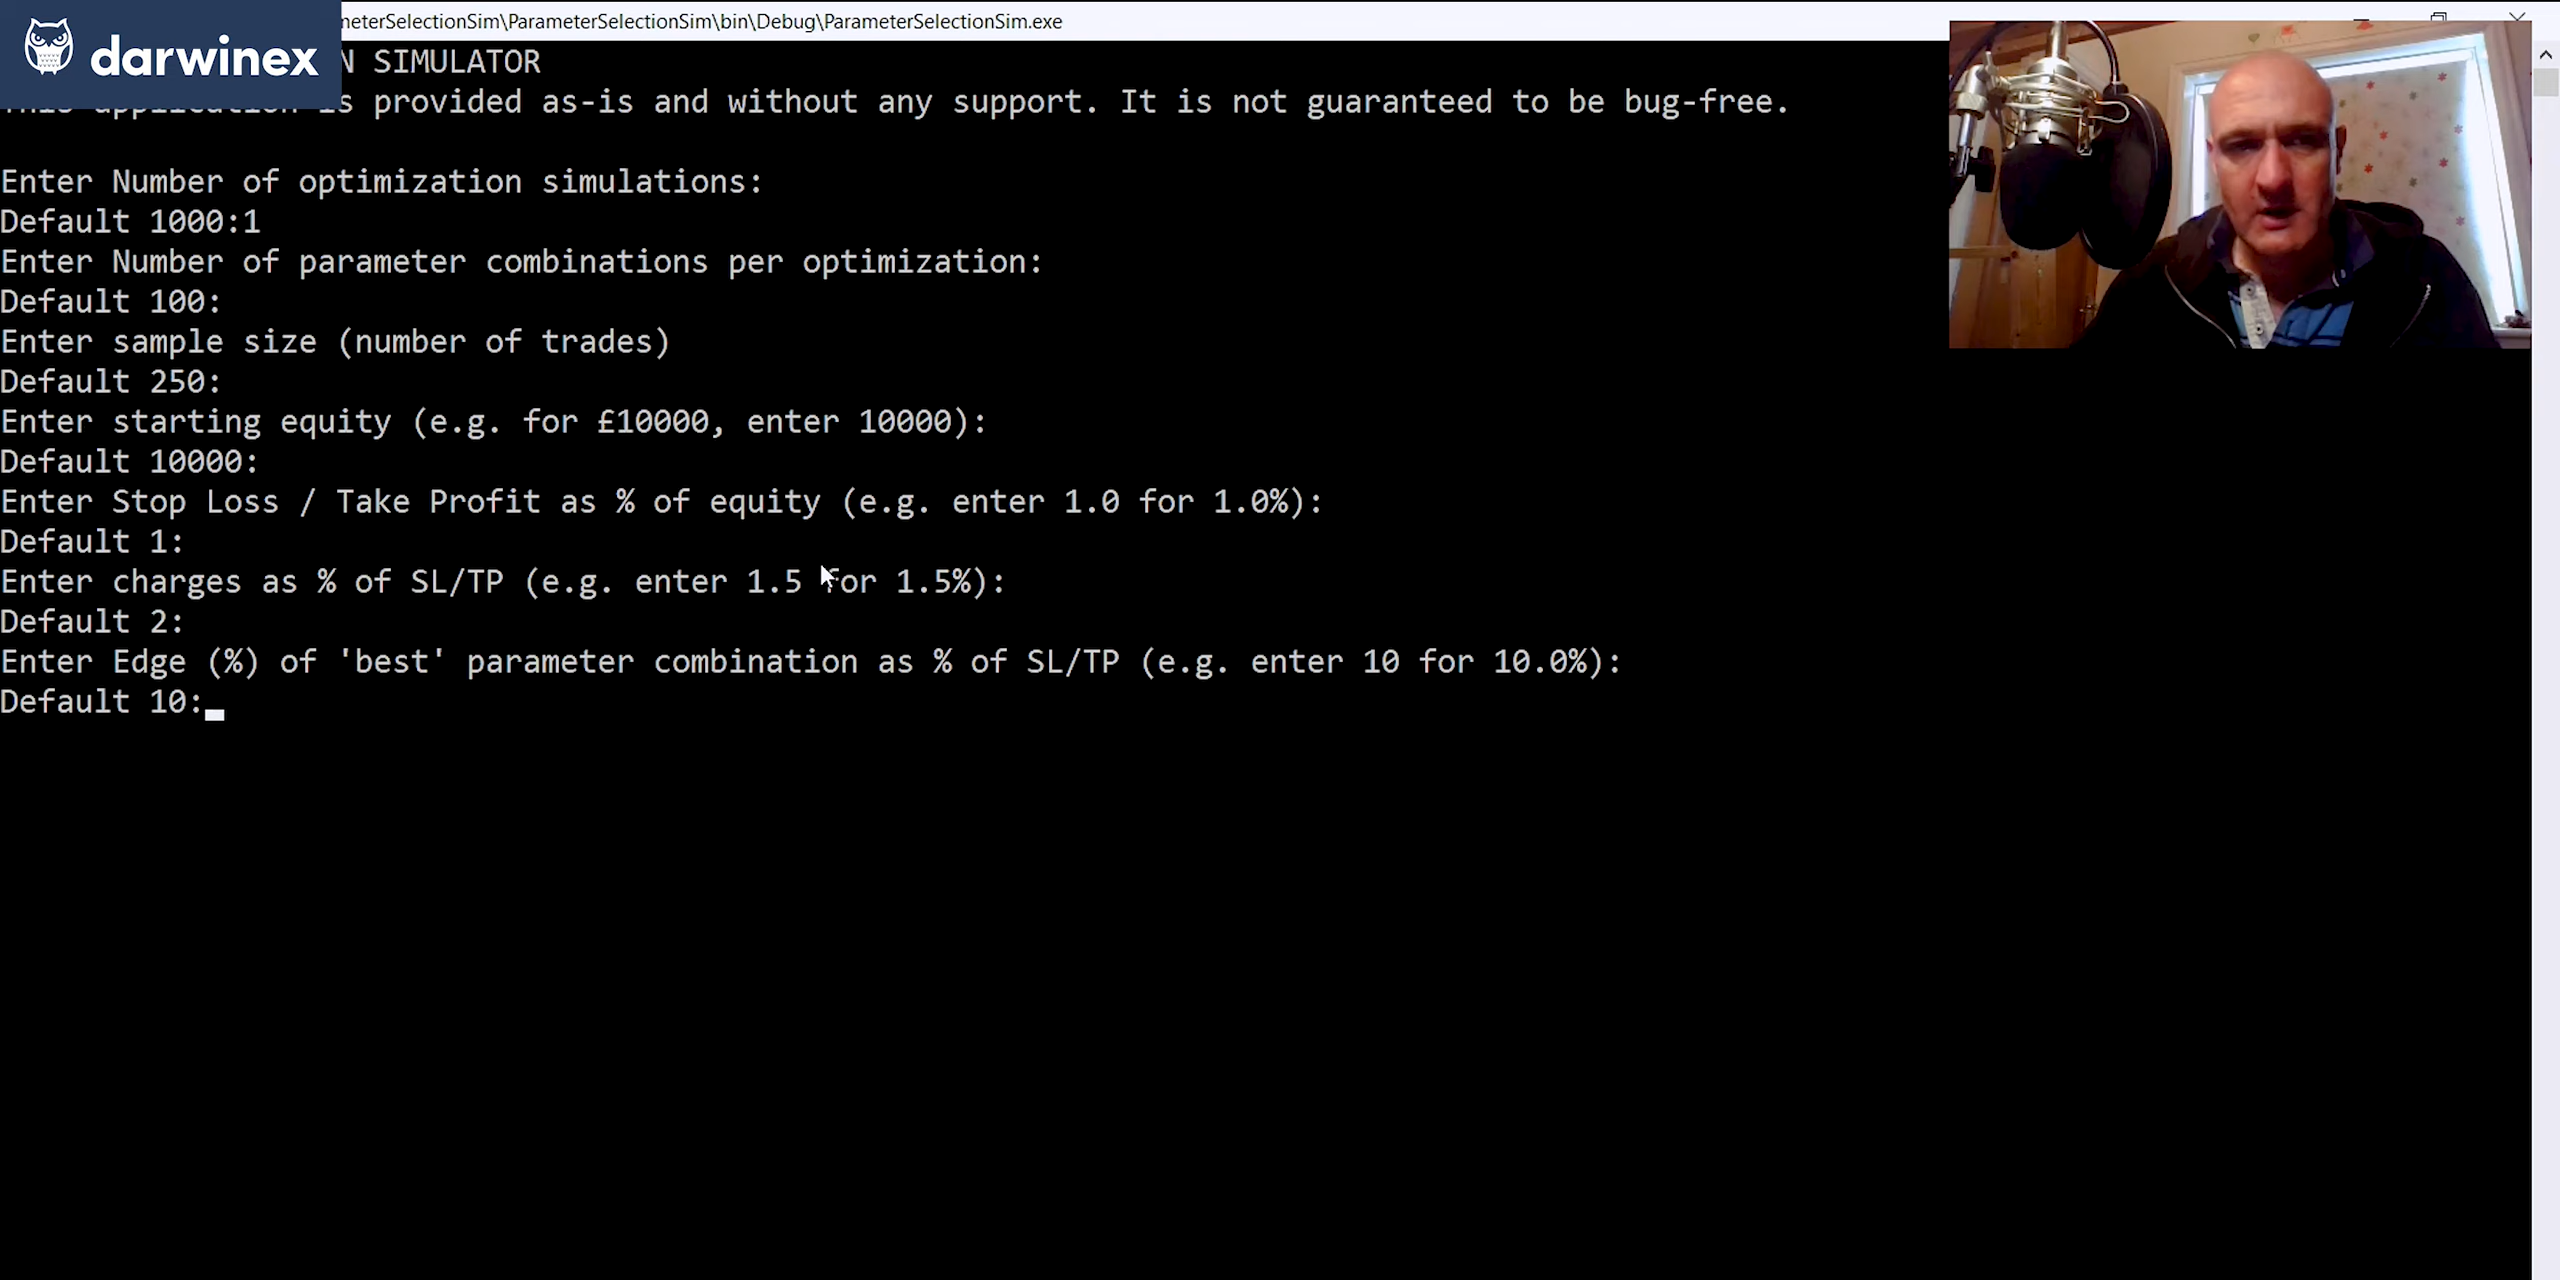 darwinex
neterSelectionSim\ParameterSelectionSim\bin\Debug\ParameterSelectionSim.exe
N SIMULATOR
This application is provided as-is and without any support. It is not guaranteed to be bug-free.
Enter Number of optimization simulations:
Default 1000:1
Enter Number of parameter combinations per optimization:
Default 100:
Enter sample size (number of trades)
Default 250:
Enter starting equity (e.g. for £10000, enter 10000):
Default 10000:
Enter Stop Loss / Take Profit as % of equity (e.g. enter 1.0 for 1.0%):
Default 1:
Enter charges as % of SL/TP (e.g. enter 1.5 for 1.5%):
Default 2:
Enter Edge (%) of 'best' parameter combination as % of SL/TP (e.g. enter 10 for 10.0%):
Default 10: